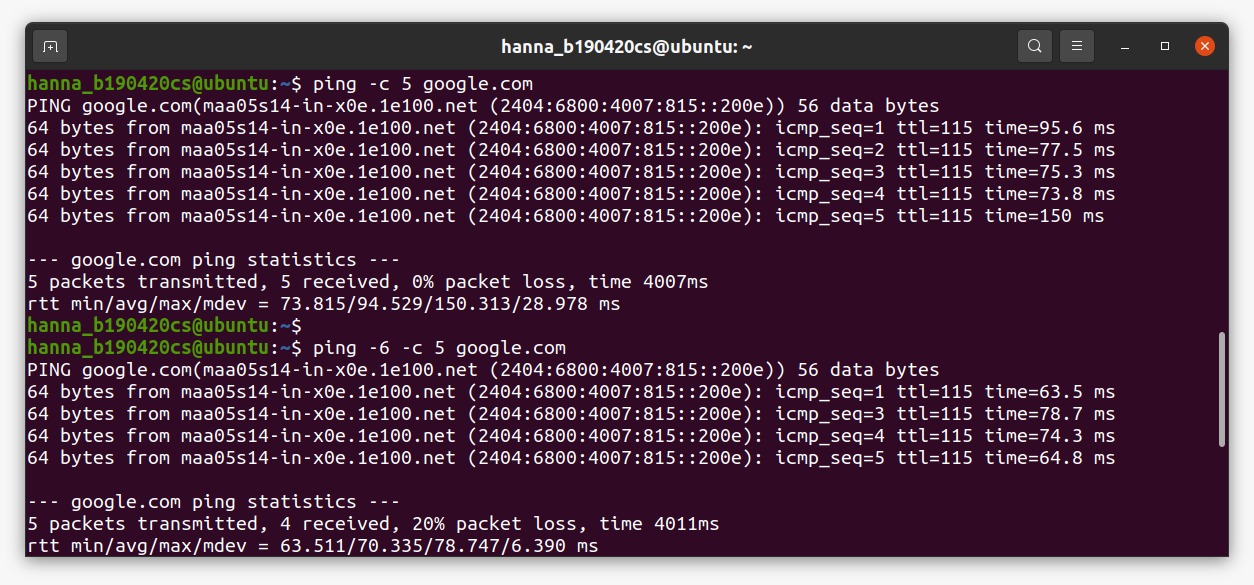 hanna_b190420cs@ubuntu: ~
hanna_b190420cs@ubuntu:~$ ping -c 5 google.com
PING google.com(maa05s14-in-x0e.1e100.net (2404:6800:4007:815::200e)) 56 data bytes
64 bytes from maa05s14-in-x0e.1e100.net (2404:6800:4007:815::200e): icmp_seq=1 ttl=115 time=95.6 ms
64 bytes from maa05s14-in-x0e.1e100.net (2404:6800:4007:815::200e): icmp_seq=2 ttl=115 time=77.5 ms
64 bytes from maa05s14-in-x0e.1e100.net (2404:6800:4007:815::200e): icmp_seq=3 ttl=115 time=75.3 ms
64 bytes from maa05s14-in-x0e.1e100.net (2404:6800:4007:815::200e): icmp_seq=4 ttl=115 time=73.8 ms
64 bytes from maa05s14-in-x0e.1e100.net (2404:6800:4007:815::200e): icmp_seq=5 ttl=115 time=150 ms
--- google.com ping statistics ---
5 packets transmitted, 5 received, 0% packet loss, time 4007ms
rtt min/avg/max/mdev = 73.815/94.529/150.313/28.978 ms
hanna_b190420cs@ubuntu:~$
hanna_b190420cs@ubuntu:~$ ping -6 -c 5 google.com
PING google.com(maa05s14-in-x0e.1e100.net (2404:6800:4007:815::200e)) 56 data bytes
64 bytes from maa05s14-in-x0e.1e100.net (2404:6800:4007:815::200e): icmp_seq=1 ttl=115 time=63.5 ms
64 bytes from maa05s14-in-x0e.1e100.net (2404:6800:4007:815::200e): icmp_seq=3 ttl=115 time=78.7 ms
64 bytes from maa05s14-in-x0e.1e100.net (2404:6800:4007:815::200e): icmp_seq=4 ttl=115 time=74.3 ms
64 bytes from maa05s14-in-x0e.1e100.net (2404:6800:4007:815::200e): icmp_seq=5 ttl=115 time=64.8 ms
--- google.com ping statistics ---
5 packets transmitted, 4 received, 20% packet loss, time 4011ms
rtt min/avg/max/mdev = 63.511/70.335/78.747/6.390 ms